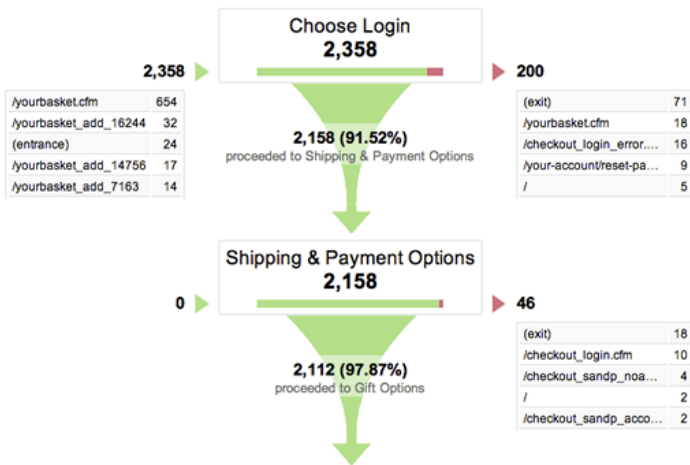 Choose Login
2,358
2,358
200
/yourbasket.cfm 654
/yourbasket_add_16244 32
(entrance) 24
/yourbasket_add_14756 17
/yourbasket_add_7163 14
2,158 (91.52%)
proceeded to Shipping & Payment Options
(exit) 71
/yourbasket.cfm 18
/checkout_login_error.... 16
/your-account/reset-pa... 9
/ 5
Shipping & Payment Options
2,158
0
46
2,112 (97.87%)
proceeded to Gift Options
(exit) 18
/checkout_login.cfm 10
/checkout_sandp_noa... 4
/ 2
/checkout_sandp_acco... 2